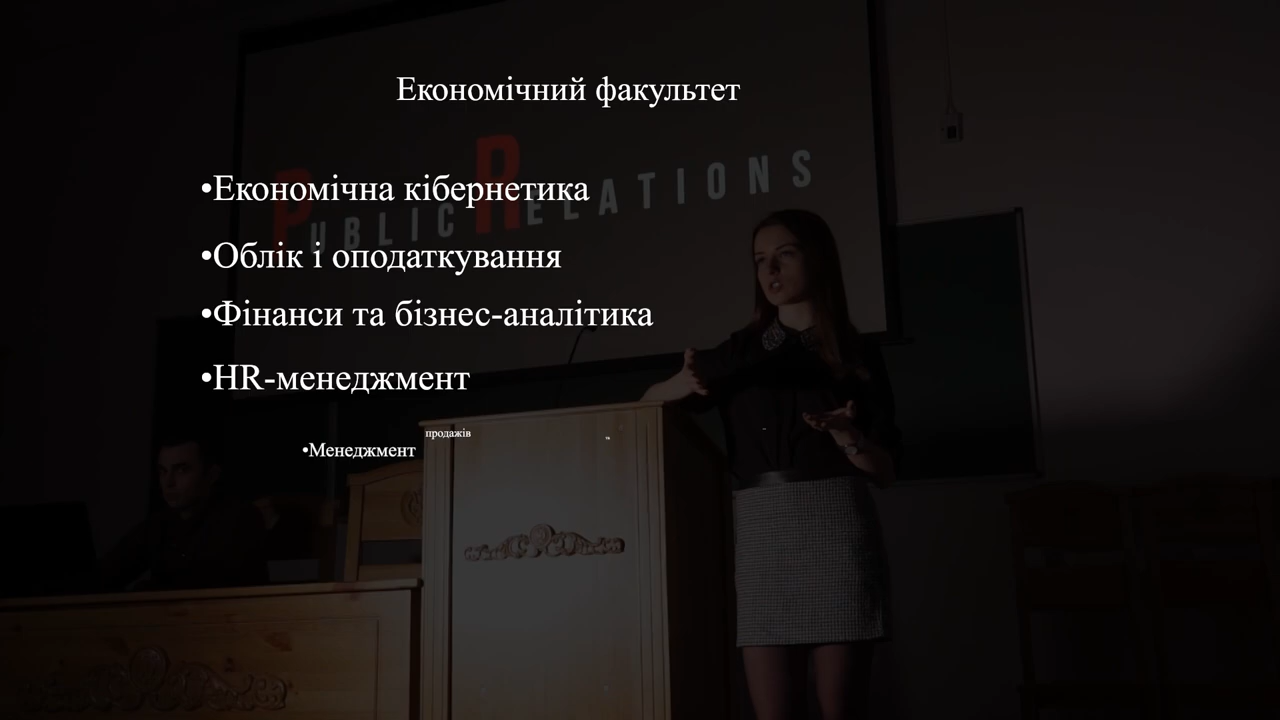 Економічний факультет
PUBLIC RELATIONS
•Економічна кібернетика
•Облік і оподаткування
•Фінанси та бізнес-аналітика
•HR-менеджмент
•Менеджмент продажів